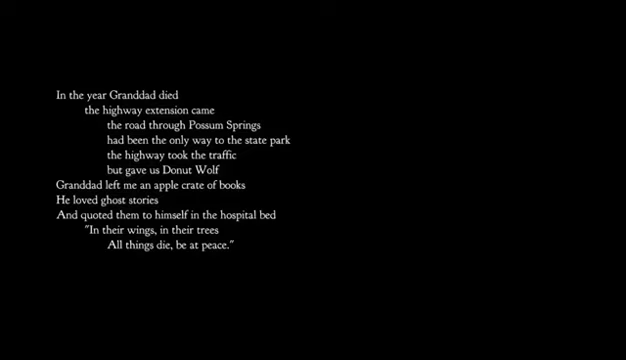 In the year Granddad died
the highway extension came
the road through Possum Springs
had been the only way to the state park
the highway took the traffic
but gave us Donut Wolf
Granddad left me an apple crate of books
He loved ghost stories
And quoted them to himself in the hospital bed
"In their wings, in their trees
All things die, be at peace."